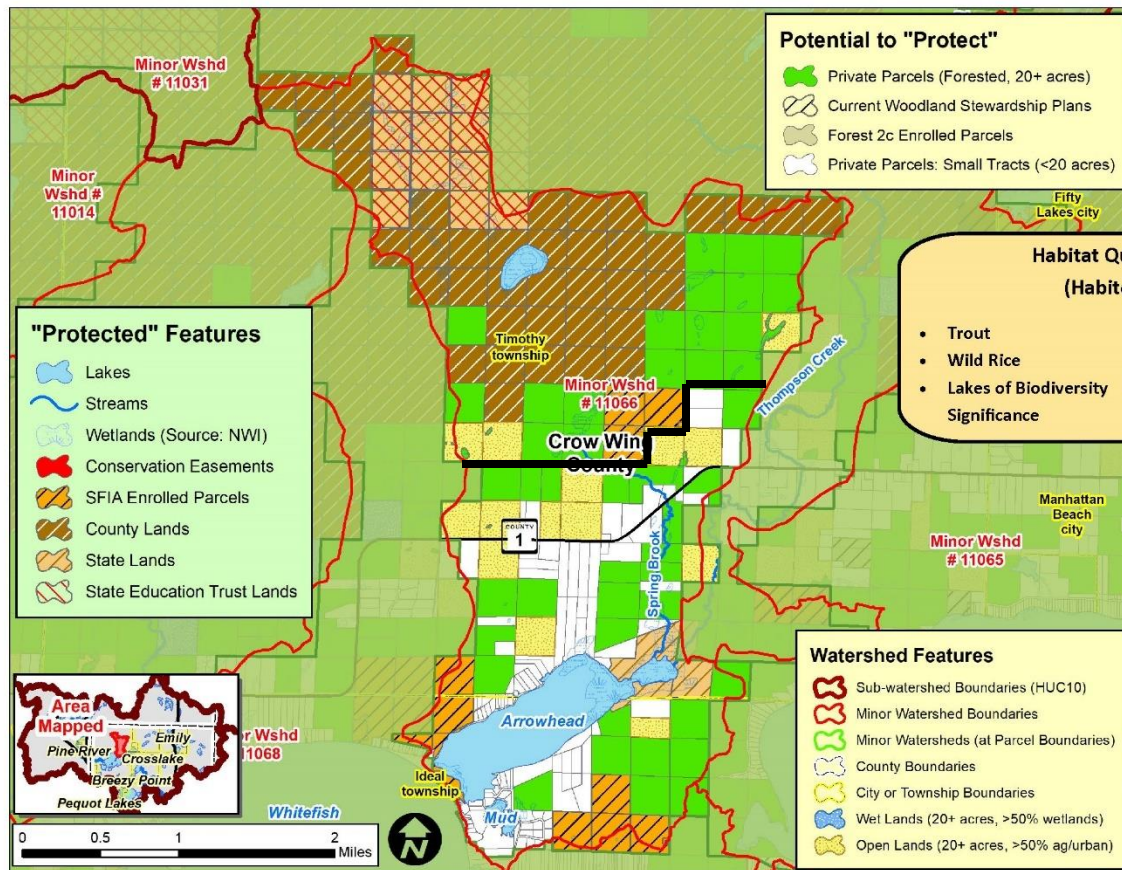 Minor Wshd
# 11031
Minor
Wshd #
11014
Potential to "Protect"
Private Parcels (Forested, 20+ acres)
Current Woodland Stewardship Plans
Forest 2c Enrolled Parcels
Private Parcels: Small Tracts (<20 acres)
Fifty
Lakes city
Habitat Qu
(Habit
• Trout
• Wild Rice
• Lakes of Biodiversity
Significance
"Protected" Features
Lakes
Streams
Wetlands (Source: NWI)
Conservation Easements
SFIA Enrolled Parcels
County Lands
State Lands
State Education Trust Lands
Timothy
township
Minor Wshd
# 11066
Thompson Creek
Crow Wing
County
COUNTY
1
Spring Brook
Manhattan
Beach
city
Minor Wshd
# 11065
Arrowhead
Ideal
township
Mud
Whitefish
Area
Mapped
Pine River
Emily
Crosslake
Breezy Point
Pequot Lakes
nor Wshd
11068
0
0.5
1
2
Miles
N
Watershed Features
Sub-watershed Boundaries (HUC10)
Minor Watershed Boundaries
Minor Watersheds (at Parcel Boundaries)
County Boundaries
City or Township Boundaries
Wet Lands (20+ acres, >50% wetlands)
Open Lands (20+ acres, >50% ag/urban)